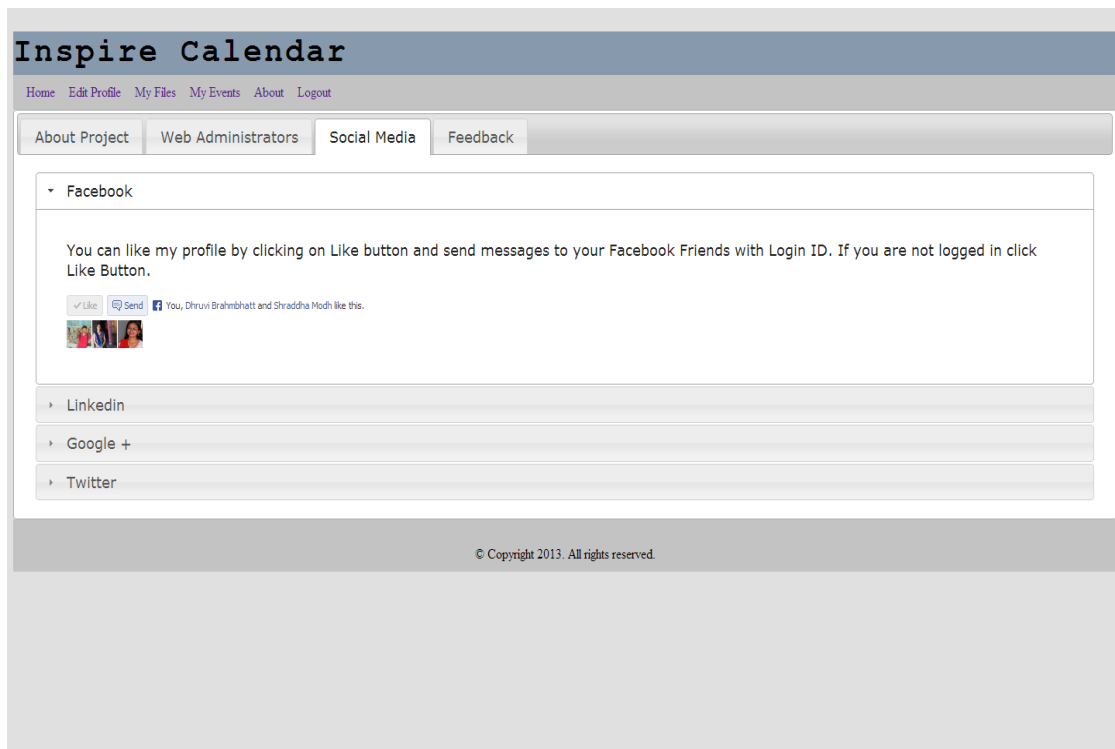 Inspire Calendar
Home Edit Profile My Files My Events About Logout
About Project Web Administrators Social Media Feedback
Facebook
You can like my profile by clicking on Like button and send messages to your Facebook Friends with Login ID. If you are not logged in click
Like Button.
Like Send You, Dhruvi Brahmbhatt and Shraddha Modh like this.
Linkedin
Google +
Twitter
© Copyright 2013. All rights reserved.